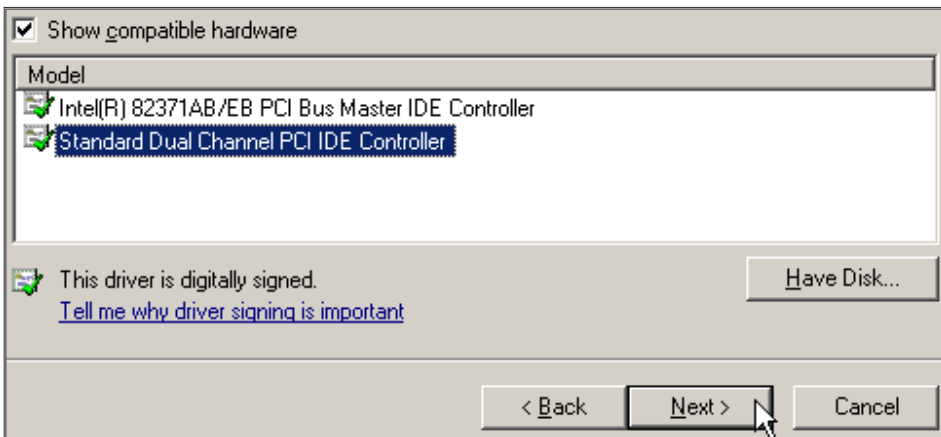 Show compatible hardware
Model
Intel(R) 82371AB/EB PCI Bus Master IDE Controller
Standard Dual Channel PCI IDE Controller
This driver is digitally signed.
Have Disk...
Tell me why driver signing is important
< Back
Next >
Cancel